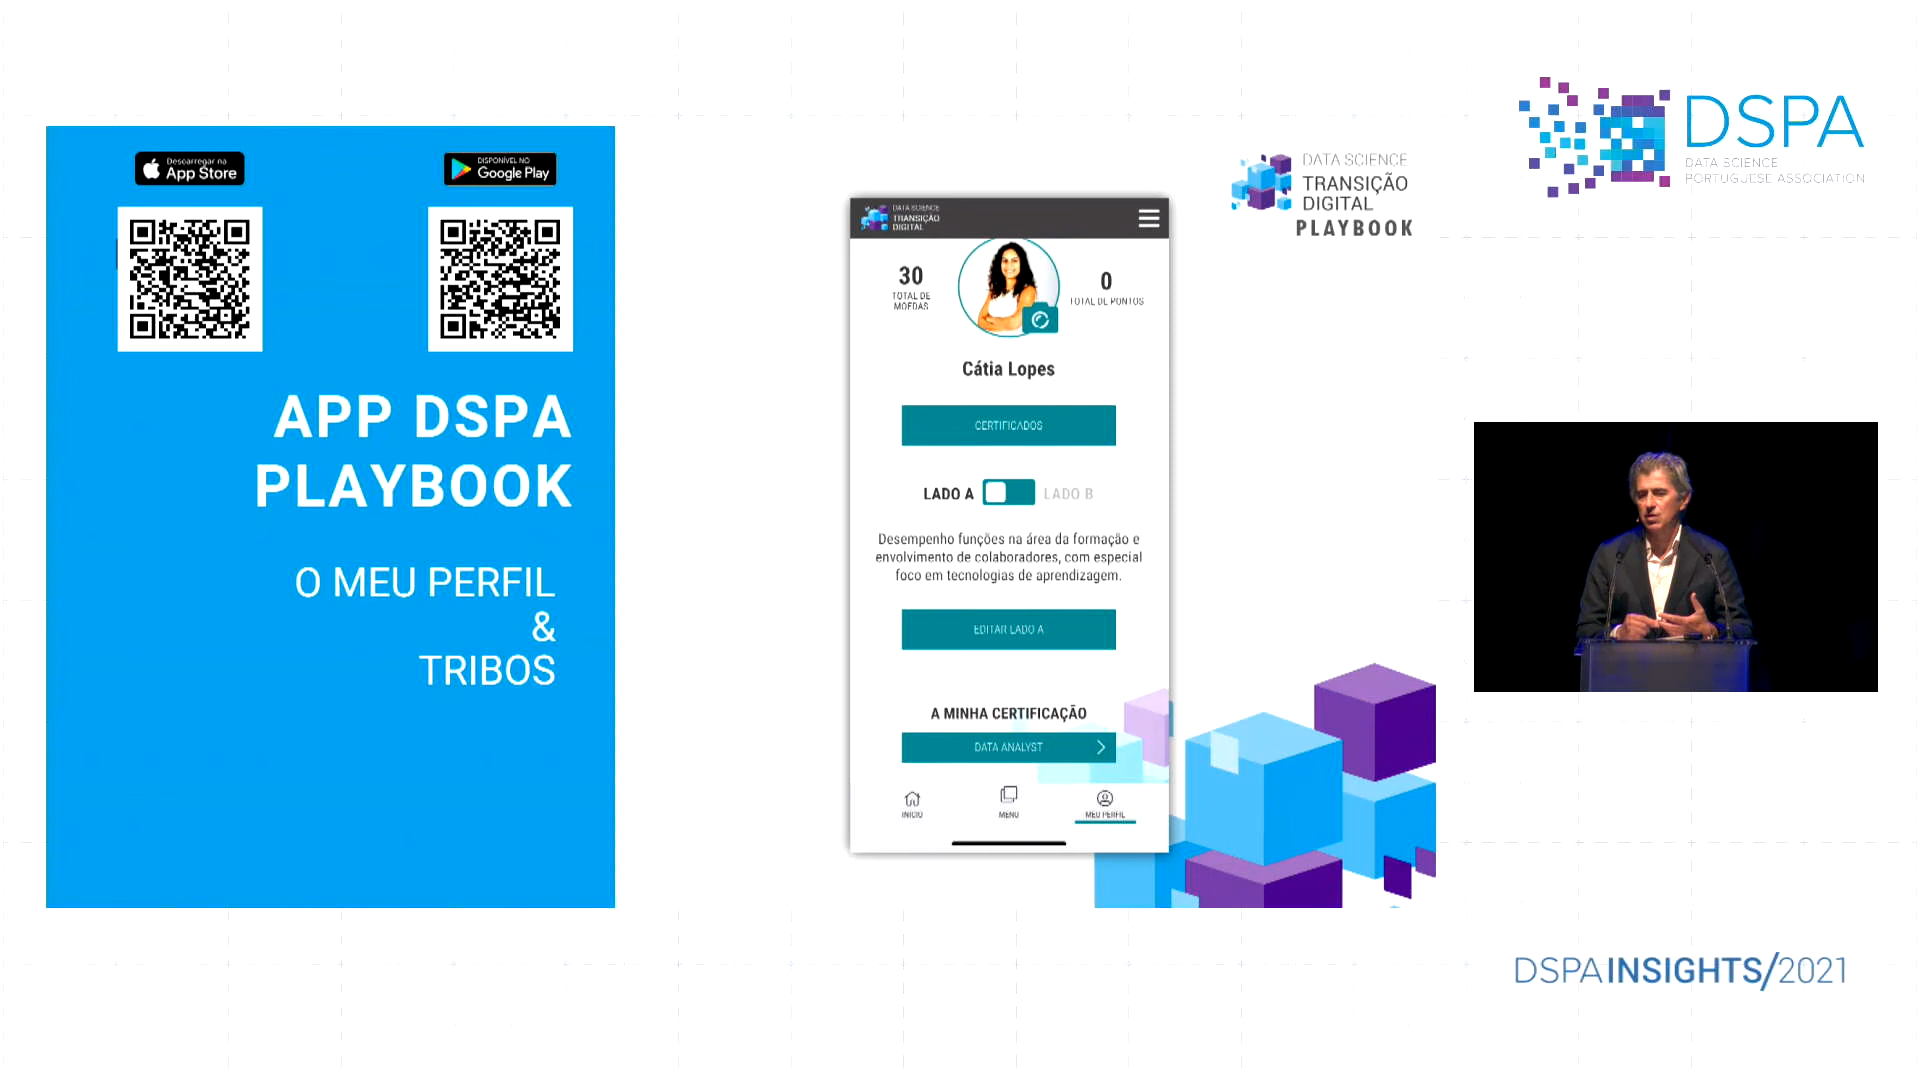 Descarregar na
App Store
DISPONÍVEL NO
Google Play
APP DSPA
PLAYBOOK
O MEU PERFIL
&
TRIBOS
DATA SCIENCE
TRANSIÇÃO
DIGITAL
30
TOTAL DE
MOEDAS
0
TOTAL DE PONTOS
Cátia Lopes
CERTIFICADOS
LADO A
LADO B
Desempenho funções na área da formação e
envolvimento de colaboradores, com especial
foco em tecnologias de aprendizagem.
EDITAR LADO A
A MINHA CERTIFICAÇÃO
DATA ANALYST
INÍCIO
MENU
MEU PERFIL
DATA SCIENCE
TRANSIÇÃO
DIGITAL
PLAYBOOK
DSPA
DATA SCIENCE
PORTUGUESE ASSOCIATION
DSPAINSIGHTS/2021